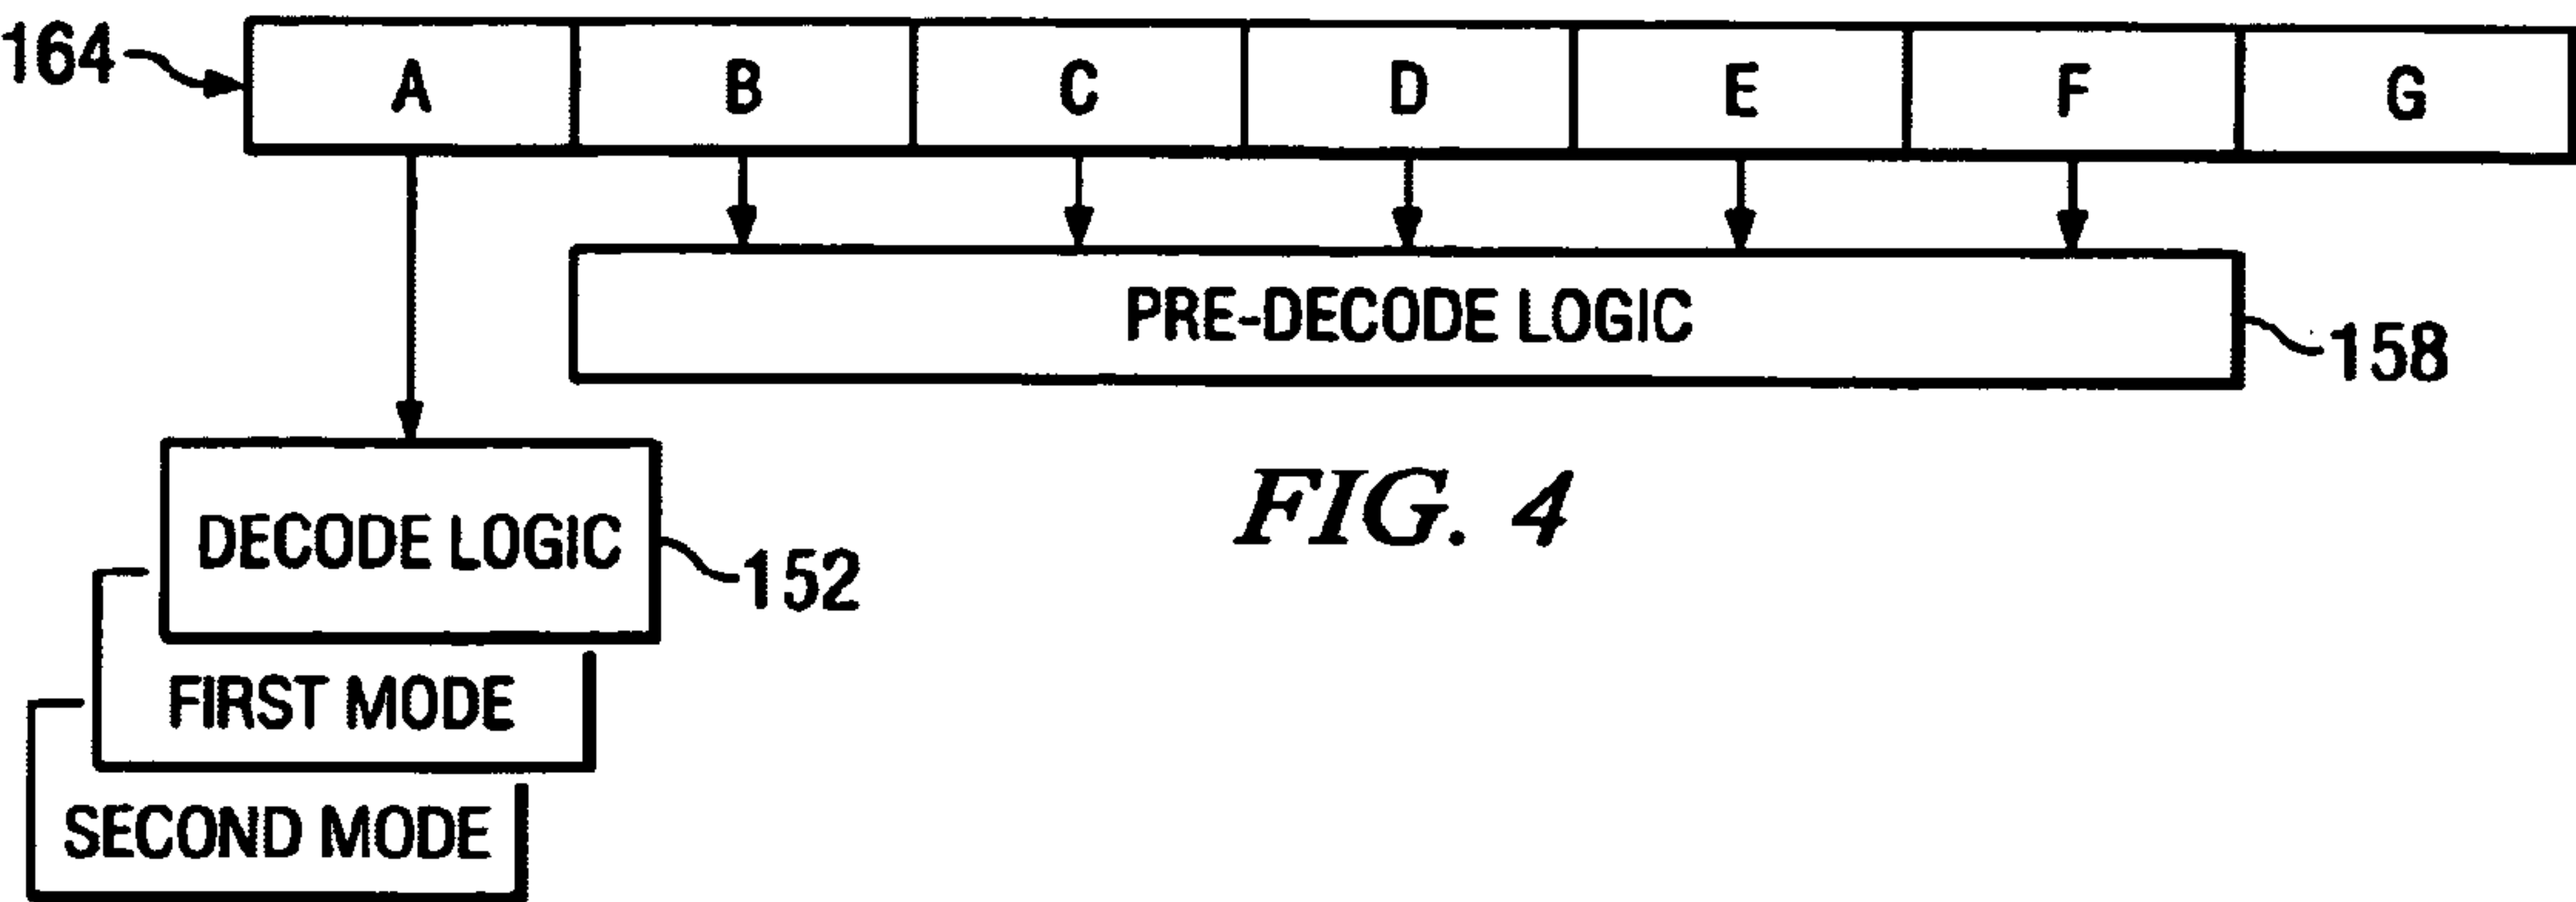 164 A B C D E F G
PRE-DECODE LOGIC 158
DECODE LOGIC 152
FIG. 4
FIRST MODE
SECOND MODE